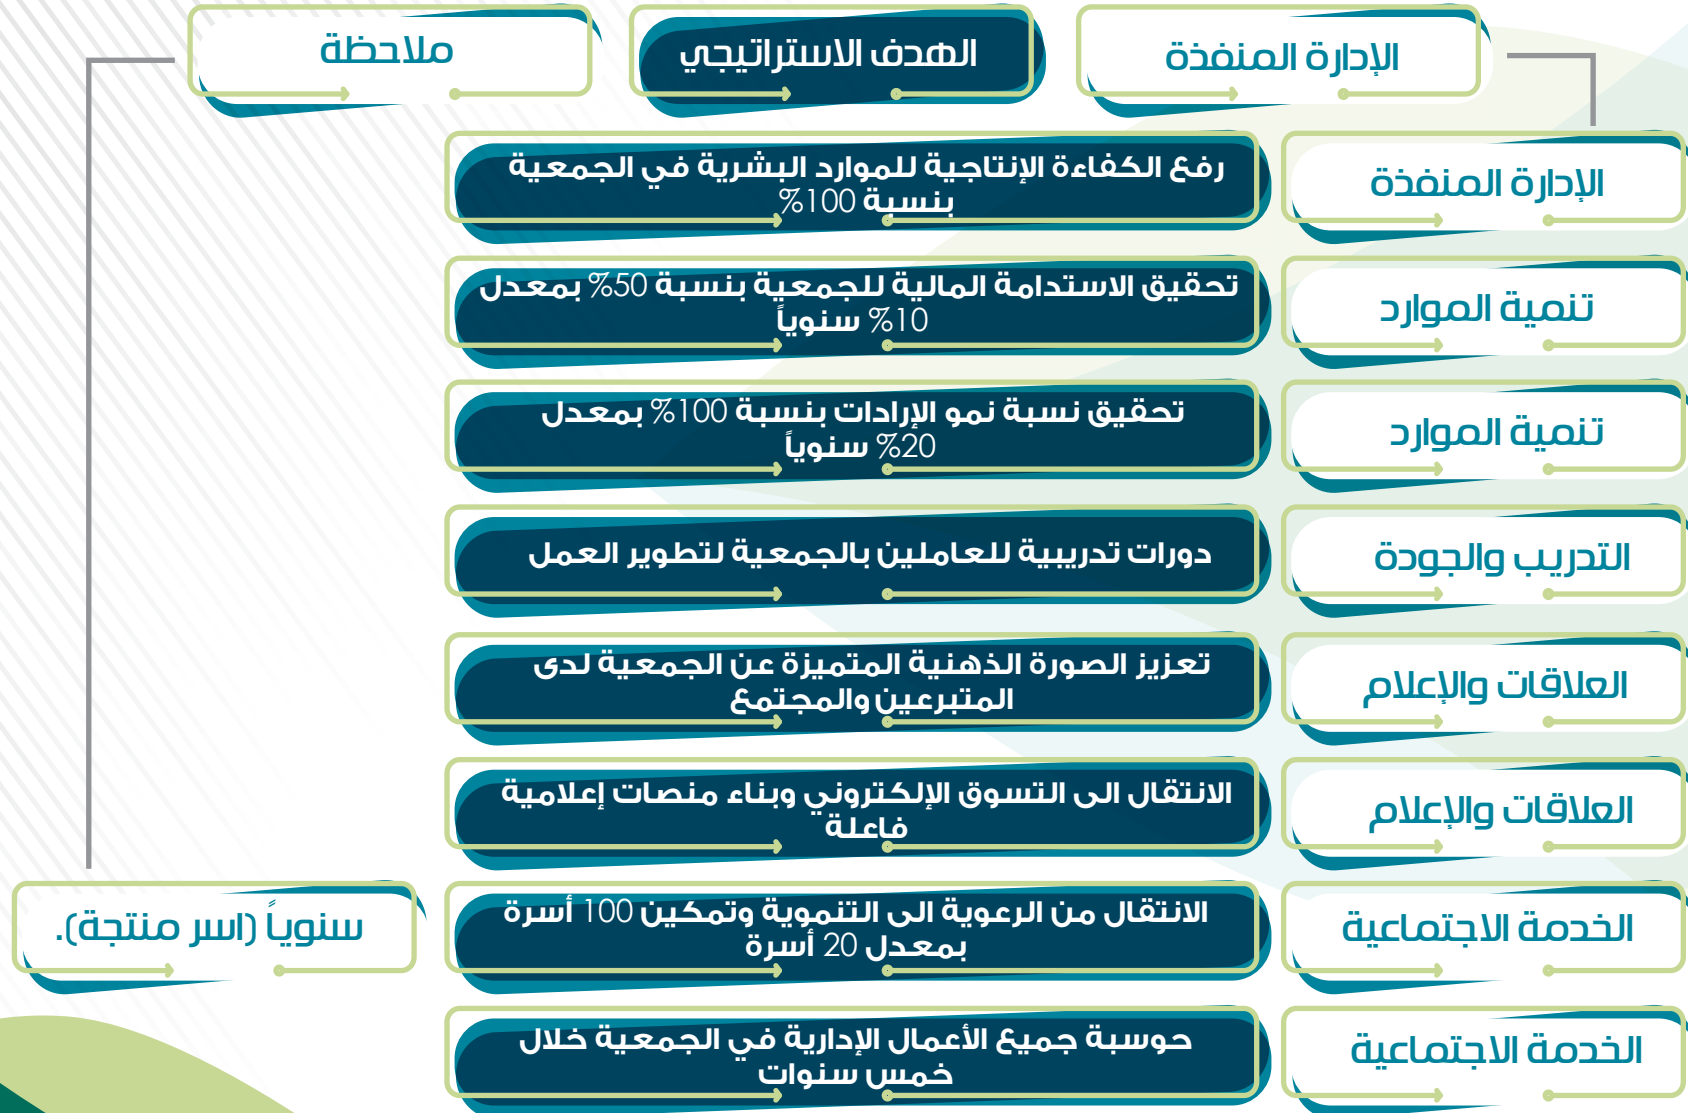 الإدارة المنفذة
الهدف الاستراتيجي
ملاحظة
الإدارة المنفذة
رفع الكفاءة الإنتاجية للموارد البشرية في الجمعية
بنسبة 100%
تنمية الموارد
تحقيق الاستدامة المالية للجمعية بنسبة 50% بمعدل
10% سنوياً
تنمية الموارد
تحقيق نسبة نمو الإرادات بنسبة 100% بمعدل
20% سنوياً
التدريب والجودة
دورات تدريبية للعاملين بالجمعية لتطوير العمل
العلاقات والإعلام
تعزيز الصورة الذهنية المتميزة عن الجمعية لدى
المتبرعين والمجتمع
العلاقات والإعلام
الانتقال الى التسوق الإلكتروني وبناء منصات إعلامية
فاعلة
الخدمة الاجتماعية
الانتقال من الرعوية الى التنموية وتمكين 100 أسرة
بمعدل 20 أسرة
سنوياً (اسر منتجة).
الخدمة الاجتماعية
حوسبة جميع الأعمال الإدارية في الجمعية خلال
خمس سنوات